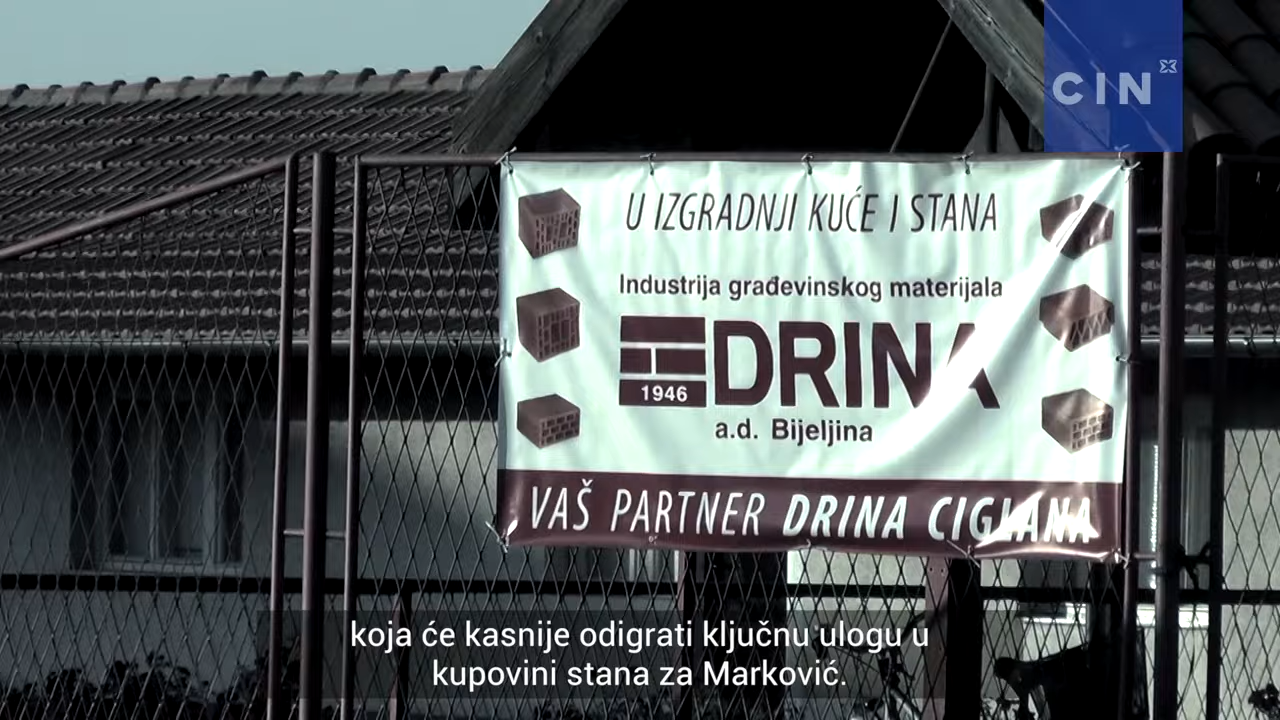 CIN
U IZGRADNJI KUĆE I STANA
Industrija građevinskog materijala
1946
DRINA
a.d. Bijeljina
VAŠ PARTNER DRINA CIGLANA
koja će kasnije odigrati ključnu ulogu u
kupovini stana za Marković.